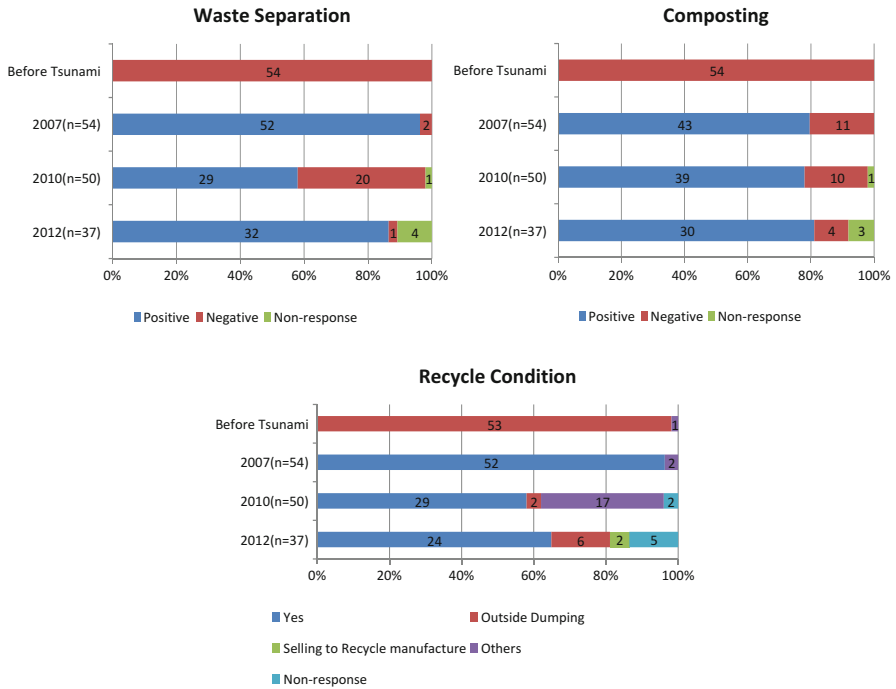 Waste Separation
Before Tsunami 54
2007(n=54) 52 2
2010(n=50) 29 20 1
2012(n=37) 32 1 4
0% 20% 40% 60% 80% 100%
Positive Negative Non-response
Composting
Before Tsunami 54
2007(n=54) 43 11
2010(n=50) 39 10 1
2012(n=37) 30 4 3
0% 20% 40% 60% 80% 100%
Positive Negative Non-response
Recycle Condition
Before Tsunami 53 1
2007(n=54) 52 2
2010(n=50) 29 2 17 2
2012(n=37) 24 6 2 5
0% 20% 40% 60% 80% 100%
Yes Outside Dumping
Selling to Recycle manufacture Others
Non-response